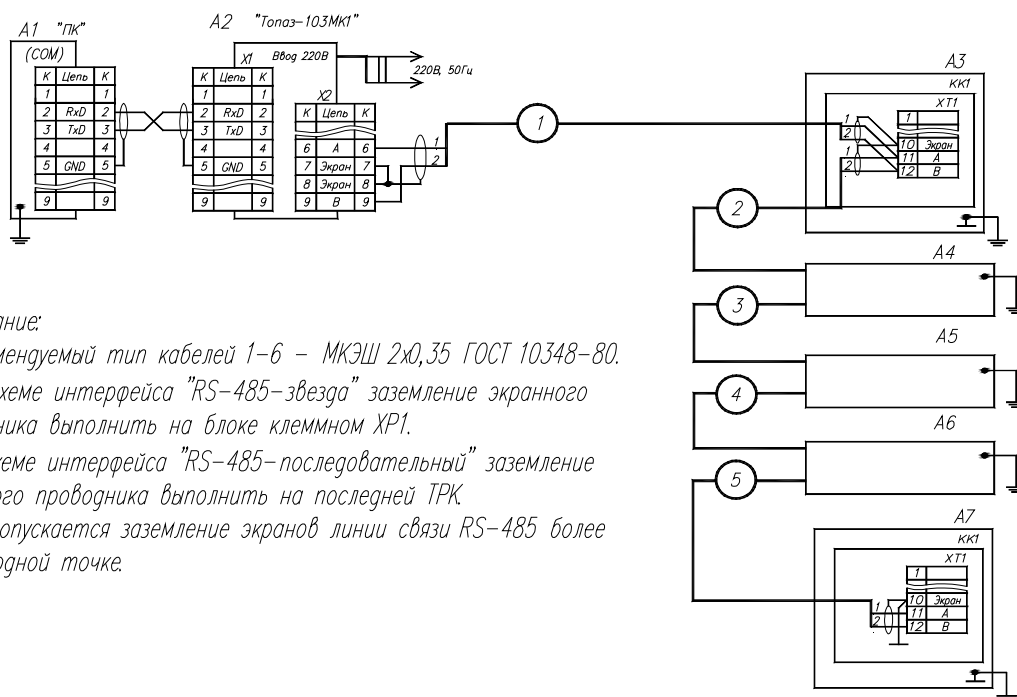 A1 "ПК"
(COM)
К Цепь К
1 1
2 RxD 2
3 TxD 3
4 4
5 GND 5
9 9
A2 "Топаз-103МК1"
X1
Ввод 220В
220В, 50Гц
К Цепь К
1
2 RxD 2
3 TxD 3
4
5 GND 5
9 9
X2
К Цепь К
6 А 6
7 Экран 7
8 Экран 8
9 В 9
1
2
1
A3
КК1
XT1
1
10 Экран
11 А
12 В
1
2
1
2
2
A4
3
A5
4
A6
5
A7
КК1
XT1
1
10 Экран
11 А
12 В
1
2
ание:
мендуемый тип кабелей 1-6 - МКЭШ 2х0,35 ГОСТ 10348-80.
хеме интерфейса "RS-485-звезда" заземление экранного
ника выполнить на блоке клеммном ХР1.
хеме интерфейса "RS-485-последовательный" заземление
ого проводника выполнить на последней ТРК.
опускается заземление экранов линии связи RS-485 более
одной точке.